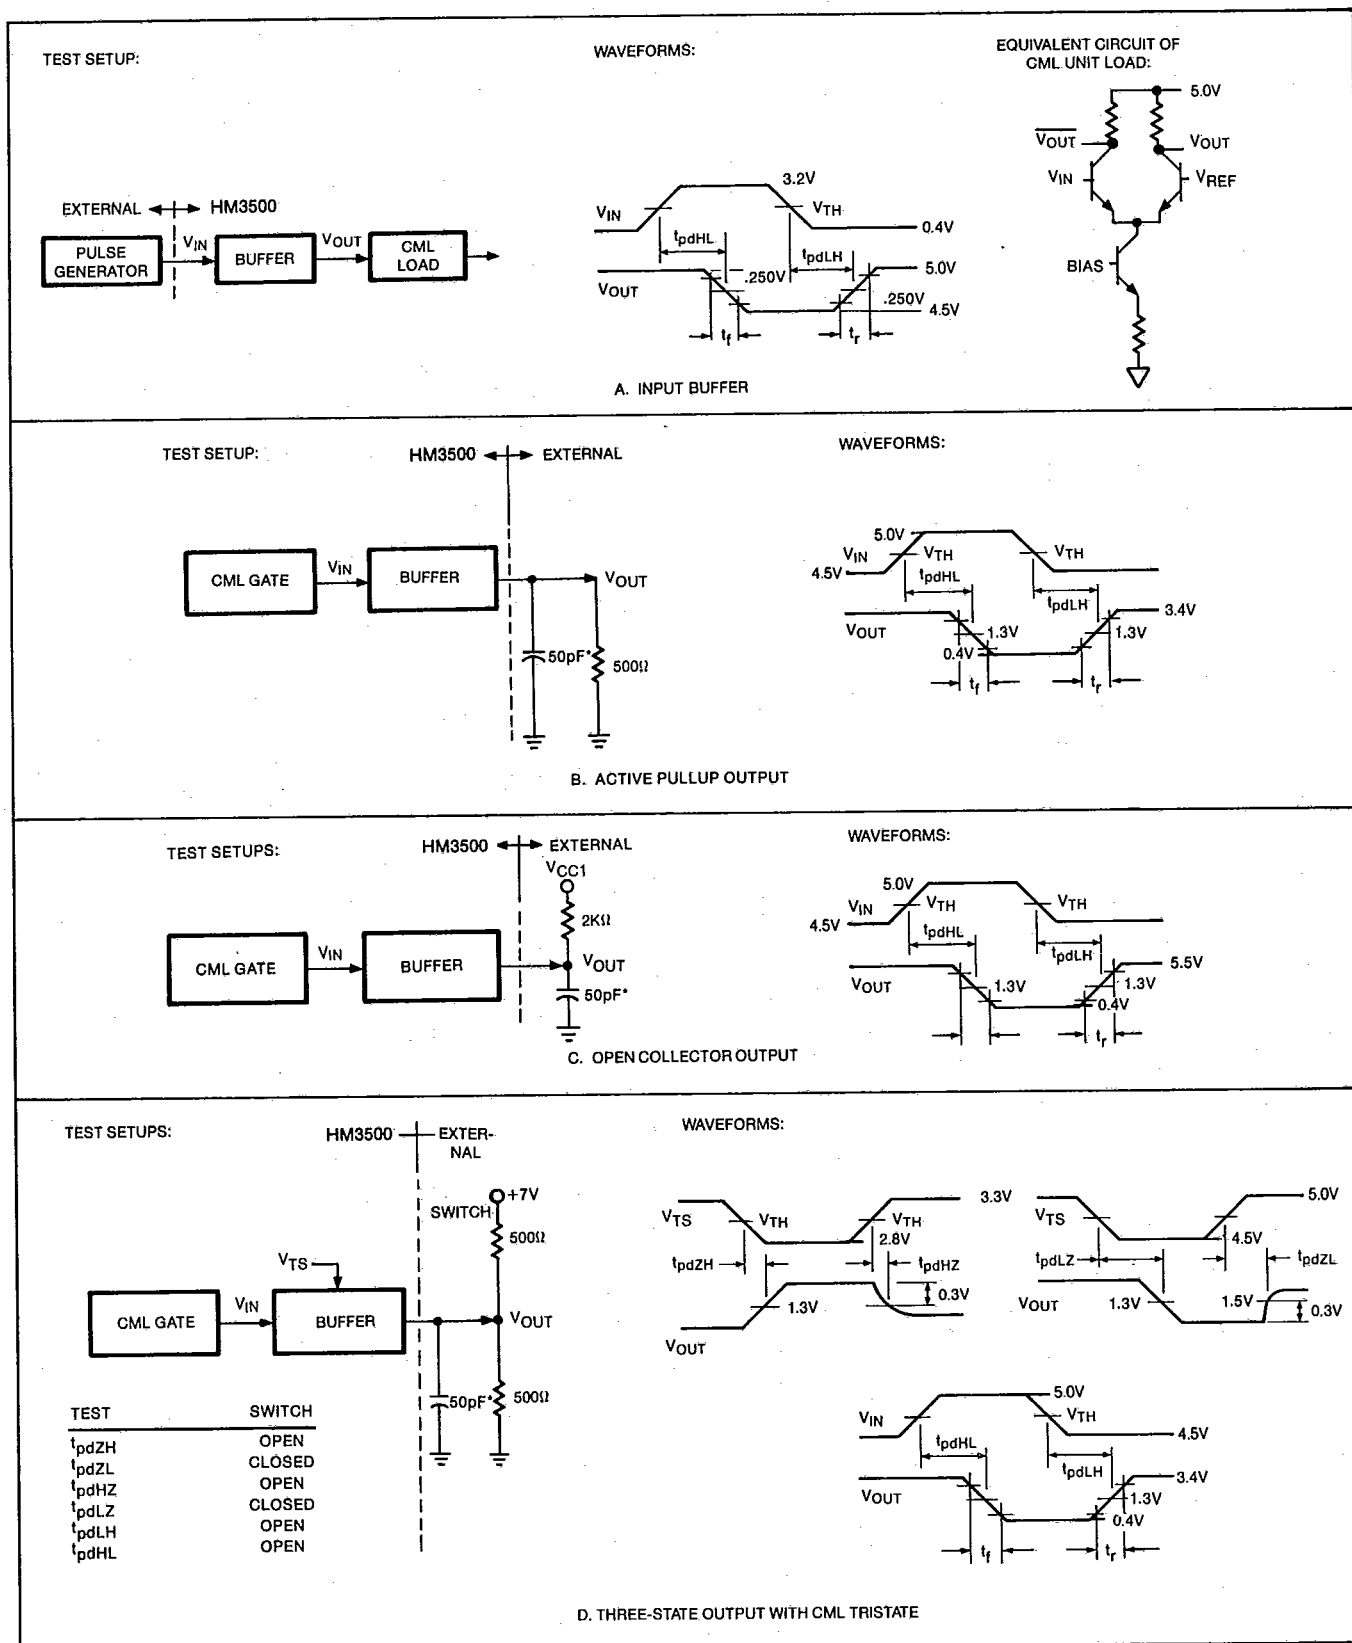 TEST SETUP:
WAVEFORMS:
EQUIVALENT CIRCUIT OF
CML UNIT LOAD:
5.0V
VOUT
VOUT
VIN
VREF
BIAS
EXTERNAL
HM3500
PULSE
GENERATOR
VIN
BUFFER
VOUT
CML
LOAD
3.2V
VIN
VTH
0.4V
tpdHL
tpdLH
5.0V
.250V
VOUT
.250V
4.5V
tf
tr
A. INPUT BUFFER
TEST SETUP:
HM3500
EXTERNAL
WAVEFORMS:
CML GATE
VIN
BUFFER
VOUT
50pF*
500Ω
5.0V
VIN
VTH
VTH
4.5V
tpdHL
tpdLH
3.4V
VOUT
1.3V
1.3V
0.4V
tf
tr
B. ACTIVE PULLUP OUTPUT
TEST SETUPS:
HM3500
EXTERNAL
WAVEFORMS:
VCC1
2KΩ
CML GATE
VIN
BUFFER
VOUT
50pF*
5.0V
VIN
VTH
VTH
4.5V
tpdHL
tpdLH
5.5V
VOUT
1.3V
1.3V
0.4V
tr
C. OPEN COLLECTOR OUTPUT
TEST SETUPS:
HM3500
EXTER-
NAL
WAVEFORMS:
+7V
SWITCH
500Ω
VTS
CML GATE
VIN
BUFFER
VOUT
50pF*
500Ω
3.3V
VTS
VTH
VTH
2.8V
tpdZH
tpdHZ
0.3V
1.3V
VOUT
5.0V
VTS
4.5V
tpdLZ
tpdZL
VOUT
1.3V
1.5V
0.3V
TEST SWITCH
tpdZH OPEN
tpdZL CLOSED
tpdHZ OPEN
tpdLZ CLOSED
tpdLH OPEN
tpdHL OPEN
5.0V
VIN
VTH
4.5V
tpdHL
tpdLH
3.4V
VOUT
1.3V
0.4V
tf
tr
D. THREE-STATE OUTPUT WITH CML TRISTATE